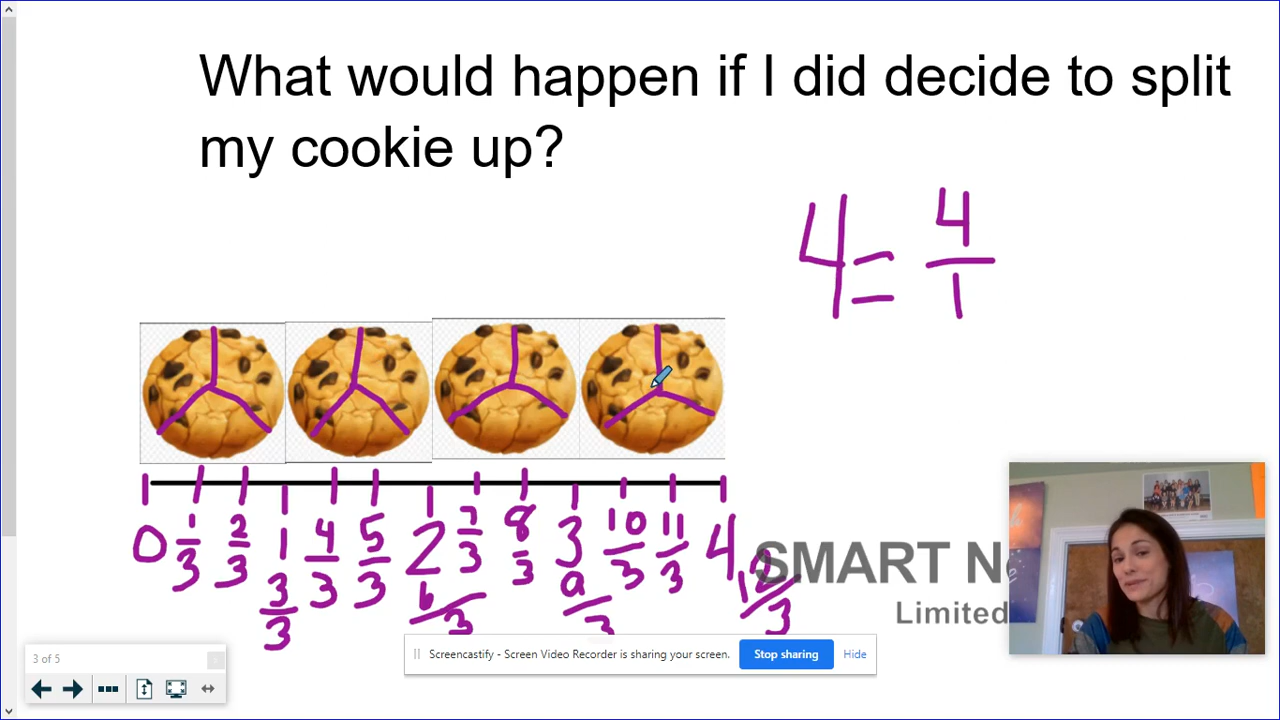 What would happen if I did decide to split
my cookie up?
4 = 4/1
0 1/3 2/3 1 4/3 5/3 2 7/3 8/3 3 10/3 11/3 4
3/3 6/3 9/3 12/3
SMART No
Limited
Screencastify - Screen Video Recorder is sharing your screen. Stop sharing Hide
3 of 5